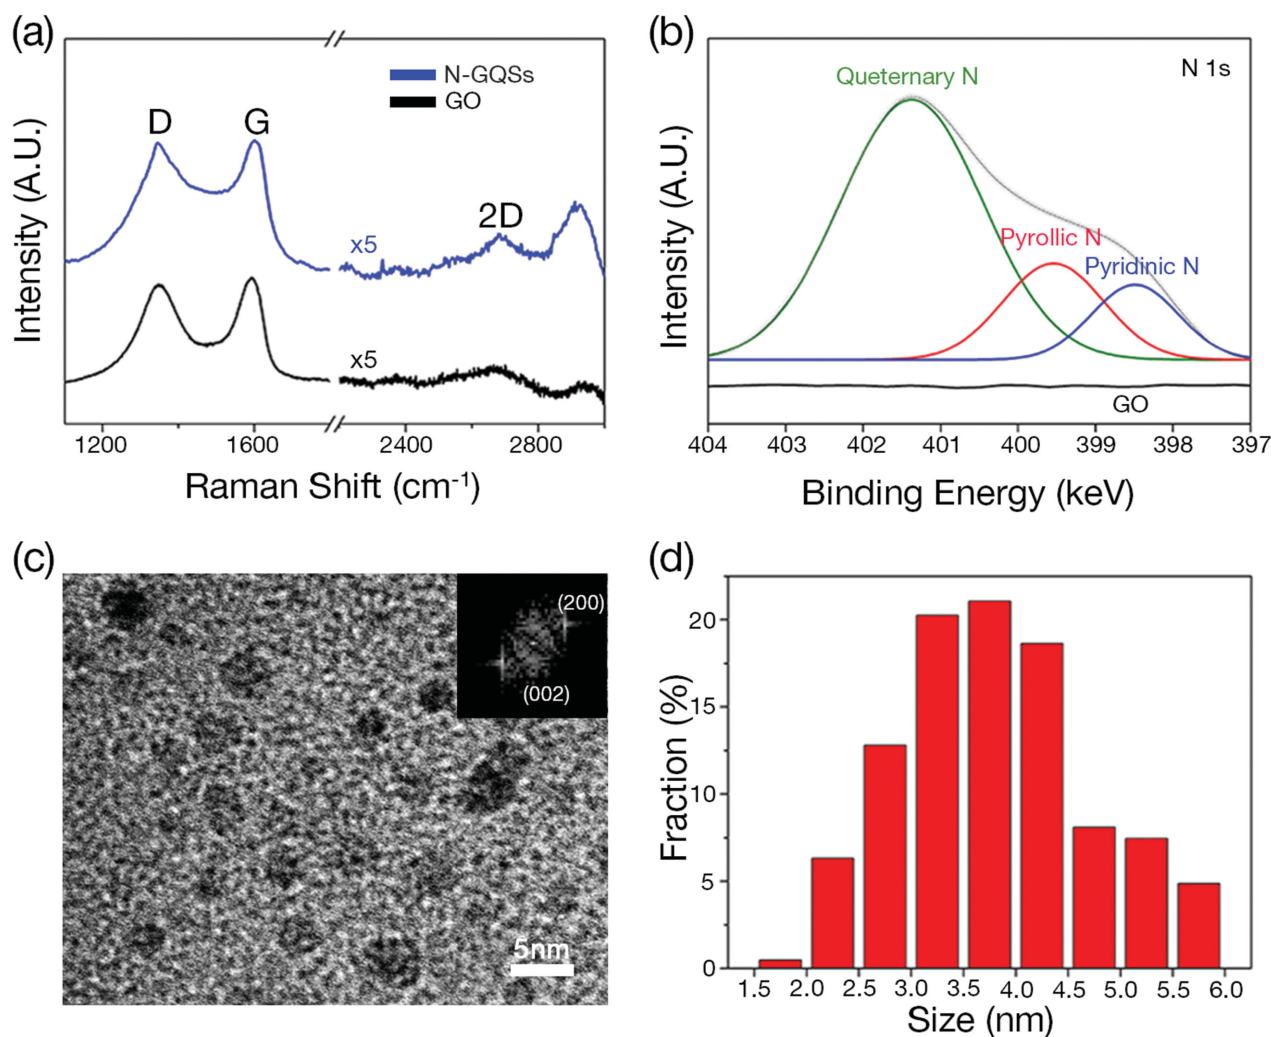 (a)
N-GQSs
GO
D
G
2D
x5
x5
Intensity (A.U.)
1200
1600
2400
2800
Raman Shift (cm-1)
(b)
Queternary N
N 1s
Pyrollic N
Pyridinic N
GO
Intensity (A.U.)
404
403
402
401
400
399
398
397
Binding Energy (keV)
(c)
(200)
(002)
5nm
(d)
20
15
10
5
0
Fraction (%)
1.5
2.0
2.5
3.0
3.5
4.0
4.5
5.0
5.5
6.0
Size (nm)